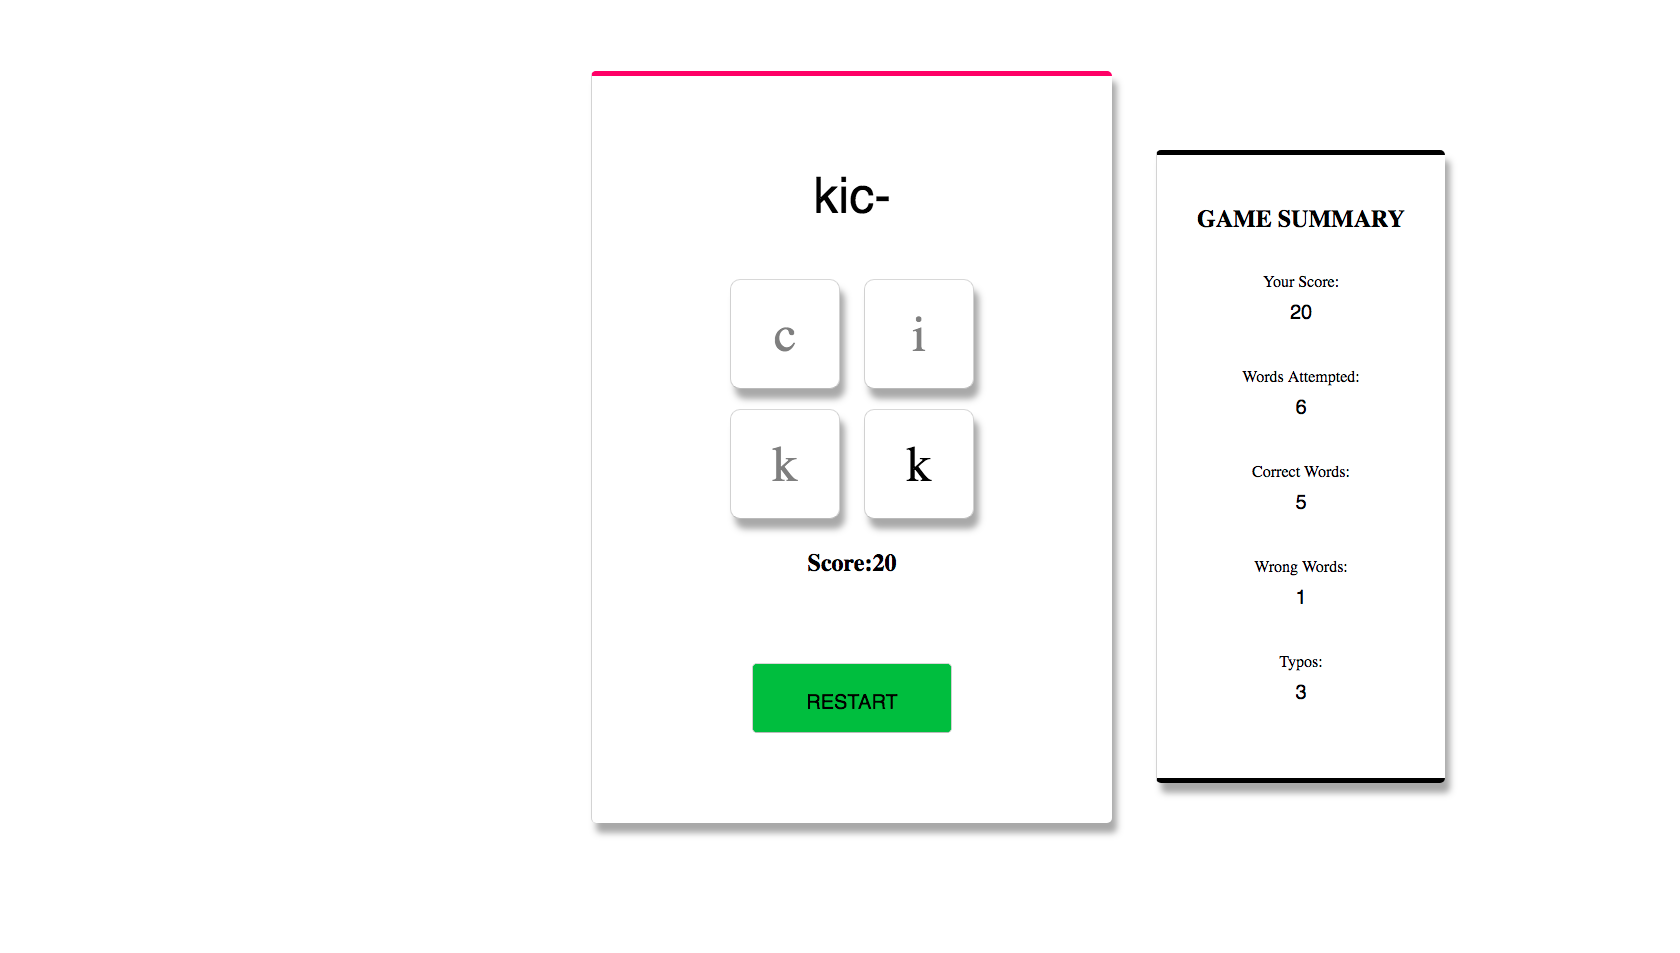 kic-
c i
k k
Score:20
RESTART
GAME SUMMARY
Your Score:
20
Words Attempted:
6
Correct Words:
5
Wrong Words:
1
Typos:
3